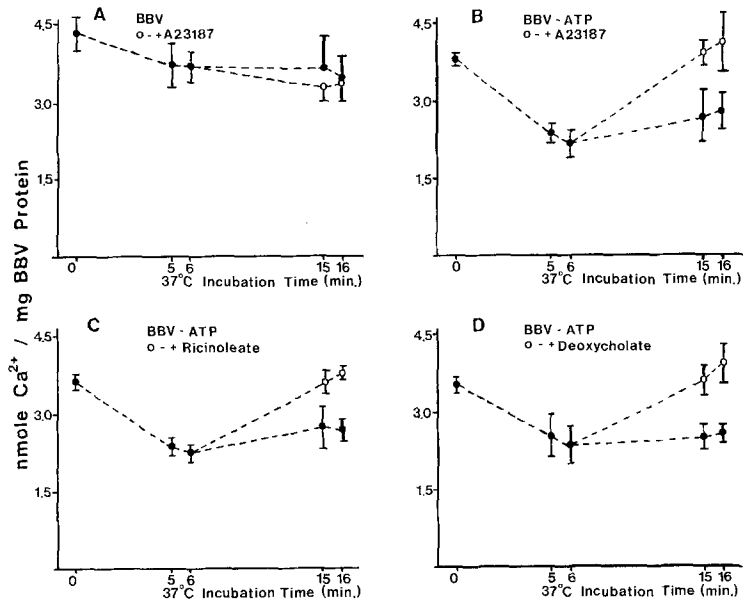 nmole Ca2+ / mg BBV Protein
A
BBV
o - + A23187
4,5
3,0
1,5
0
5 6
15 16
37°C Incubation Time (min.)
B
BBV - ATP
o - + A23187
4,5
3,0
1,5
0
5 6
15 16
37°C Incubation Time (min.)
C
BBV - ATP
o - + Ricinoleate
4,5
3,0
1,5
0
5 6
15 16
37°C Incubation Time (min.)
D
BBV - ATP
o - + Deoxycholate
4,5
3,0
1,5
0
5 6
15 16
37°C Incubation Time (min.)